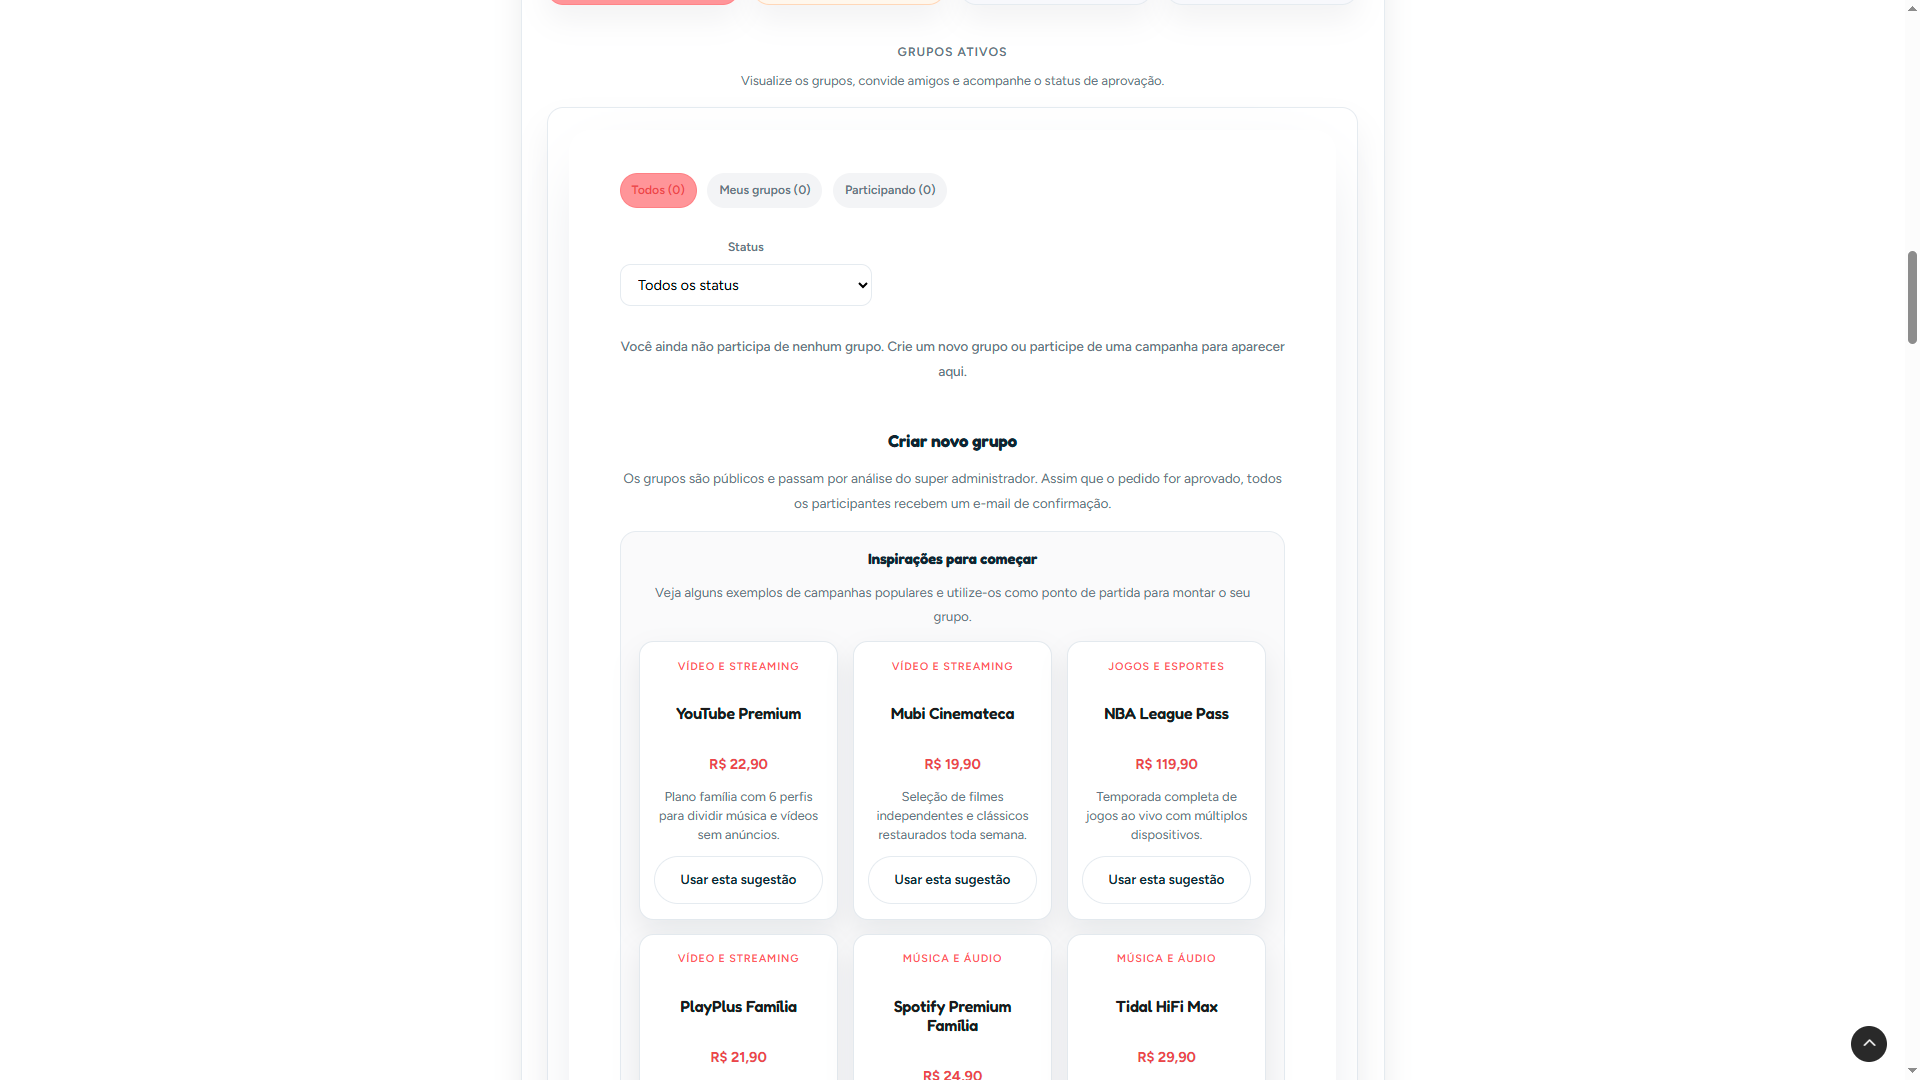 GRUPOS ATIVOS
Visualize os grupos, convide amigos e acompanhe o status de aprovação.
Todos (0)
Meus grupos (0)
Participando (0)
Status
Todos os status
Você ainda não participa de nenhum grupo. Crie um novo grupo ou participe de uma campanha para aparecer
aqui.
Criar novo grupo
Os grupos são públicos e passam por análise do super administrador. Assim que o pedido for aprovado, todos
os participantes recebem um e-mail de confirmação.
Inspirações para começar
Veja alguns exemplos de campanhas populares e utilize-os como ponto de partida para montar o seu
grupo.
VÍDEO E STREAMING
YouTube Premium
R$ 22,90
Plano família com 6 perfis
para dividir música e vídeos
sem anúncios.
Usar esta sugestão
VÍDEO E STREAMING
Mubi Cinemateca
R$ 19,90
Seleção de filmes
independentes e clássicos
restaurados toda semana.
Usar esta sugestão
JOGOS E ESPORTES
NBA League Pass
R$ 119,90
Temporada completa de
jogos ao vivo com múltiplos
dispositivos.
Usar esta sugestão
VÍDEO E STREAMING
PlayPlus Família
R$ 21,90
MÚSICA E ÁUDIO
Spotify Premium
Família
R$ 24,90
MÚSICA E ÁUDIO
Tidal HiFi Max
R$ 29,90